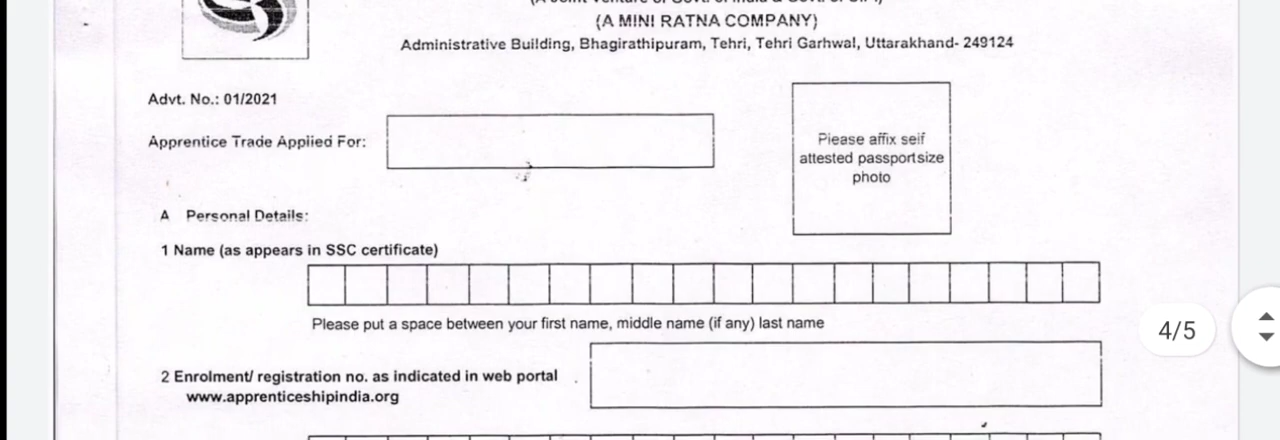 (A MINI RATNA COMPANY)
Administrative Building, Bhagirathipuram, Tehri, Tehri Garhwal, Uttarakhand- 249124
Advt. No.: 01/2021
Apprentice Trade Applied For:
Please affix self
attested passportsize
photo
A Personal Details:
1 Name (as appears in SSC certificate)
Please put a space between your first name, middle name (if any) last name
4/5
2 Enrolment/ registration no. as indicated in web portal
www.apprenticeshipindia.org